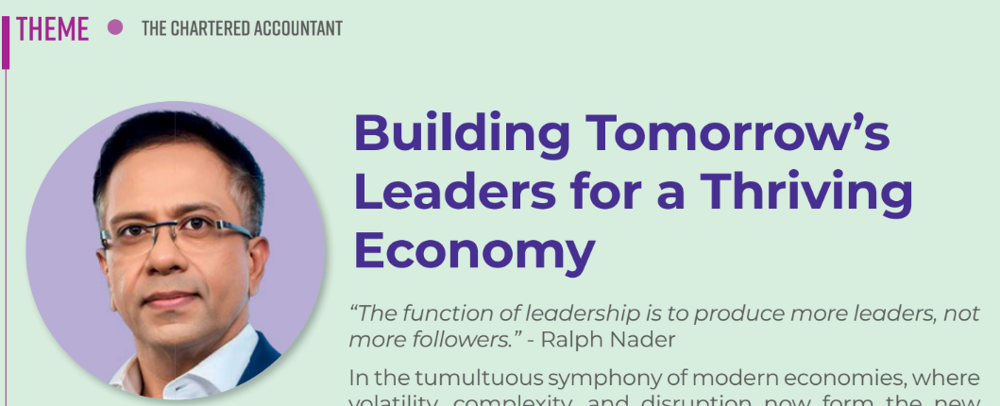 THEME ● THE CHARTERED ACCOUNTANT
Building Tomorrow’s
Leaders for a Thriving
Economy
“The function of leadership is to produce more leaders, not
more followers.” - Ralph Nader
In the tumultuous symphony of modern economies, where
volatility, complexity, and disruption now form the new